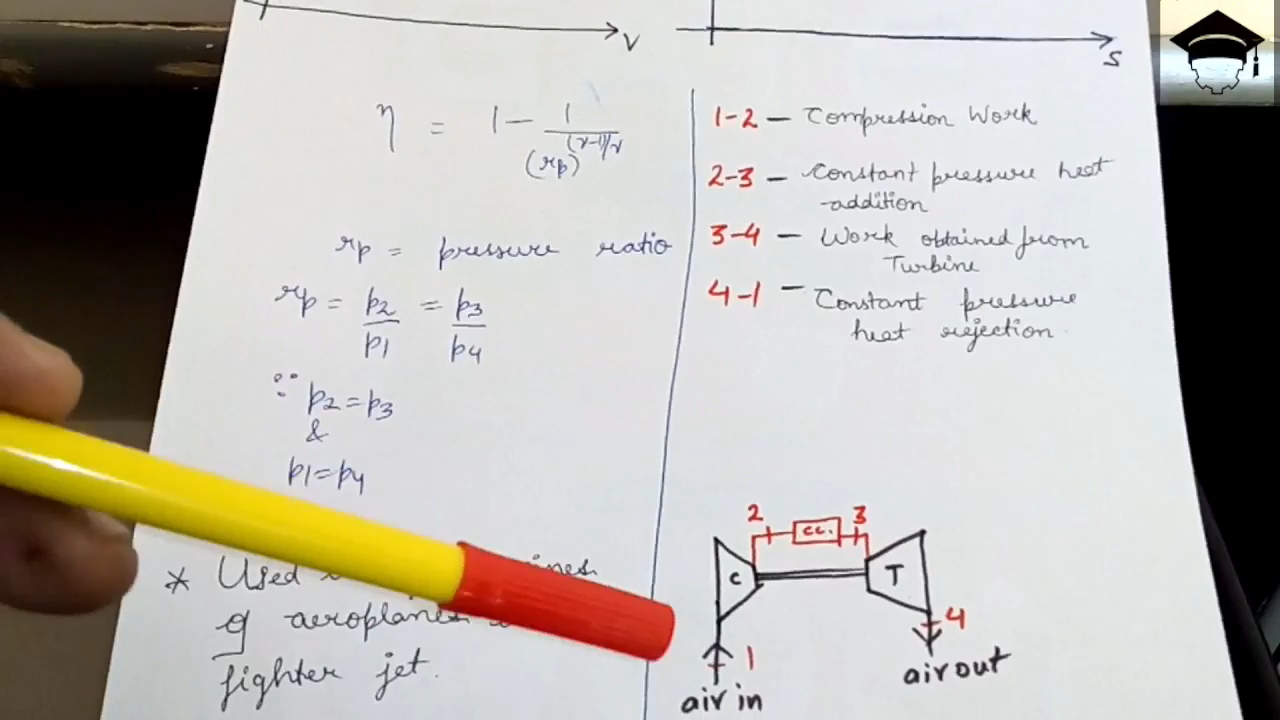 V
S
η = 1 - 1/(rp)^(γ-1)/γ
rp = pressure ratio
rp = p2/p1 = p3/p4
∵ p2=p3
&
p1=p4
* Used
of aeroplanes
fighter jet.
1-2 - Compression Work
2-3 - Constant pressure heat
-addition
3-4 - Work obtained from
Turbine
4-1 - Constant pressure
heat rejection
2 CC. 3
C T
4
1 air out
air in